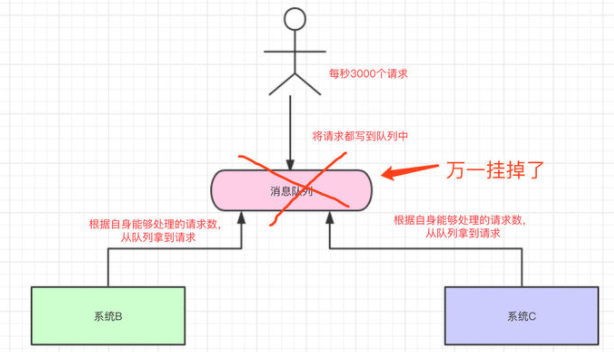 每秒3000个请求
将请求都写到队列中
万一挂掉了
消息队列
根据自身能够处理的请求数，
从队列拿到请求
根据自身能够处理的请求数，
从队列拿到请求
系统B
系统C